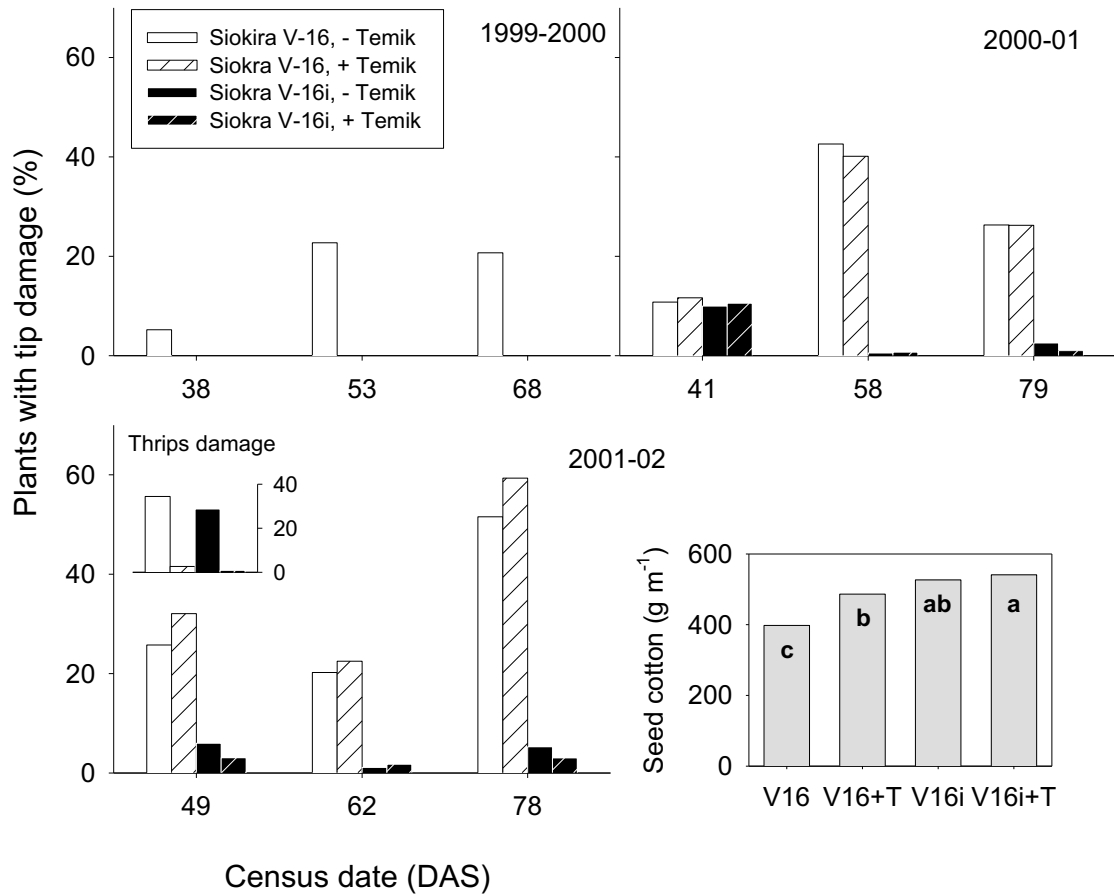 Siokira V-16, - Temik
Siokra V-16, + Temik
Siokra V-16i, - Temik
Siokra V-16i, + Temik
1999-2000
2000-01
60
40
20
0
38 53 68
41 58 79
Plants with tip damage (%)
Thrips damage
40
20
0
2001-02
60
40
20
0
49 62 78
Census date (DAS)
Seed cotton (g m⁻¹)
600
400
200
0
c b ab a
V16 V16+T V16i V16i+T